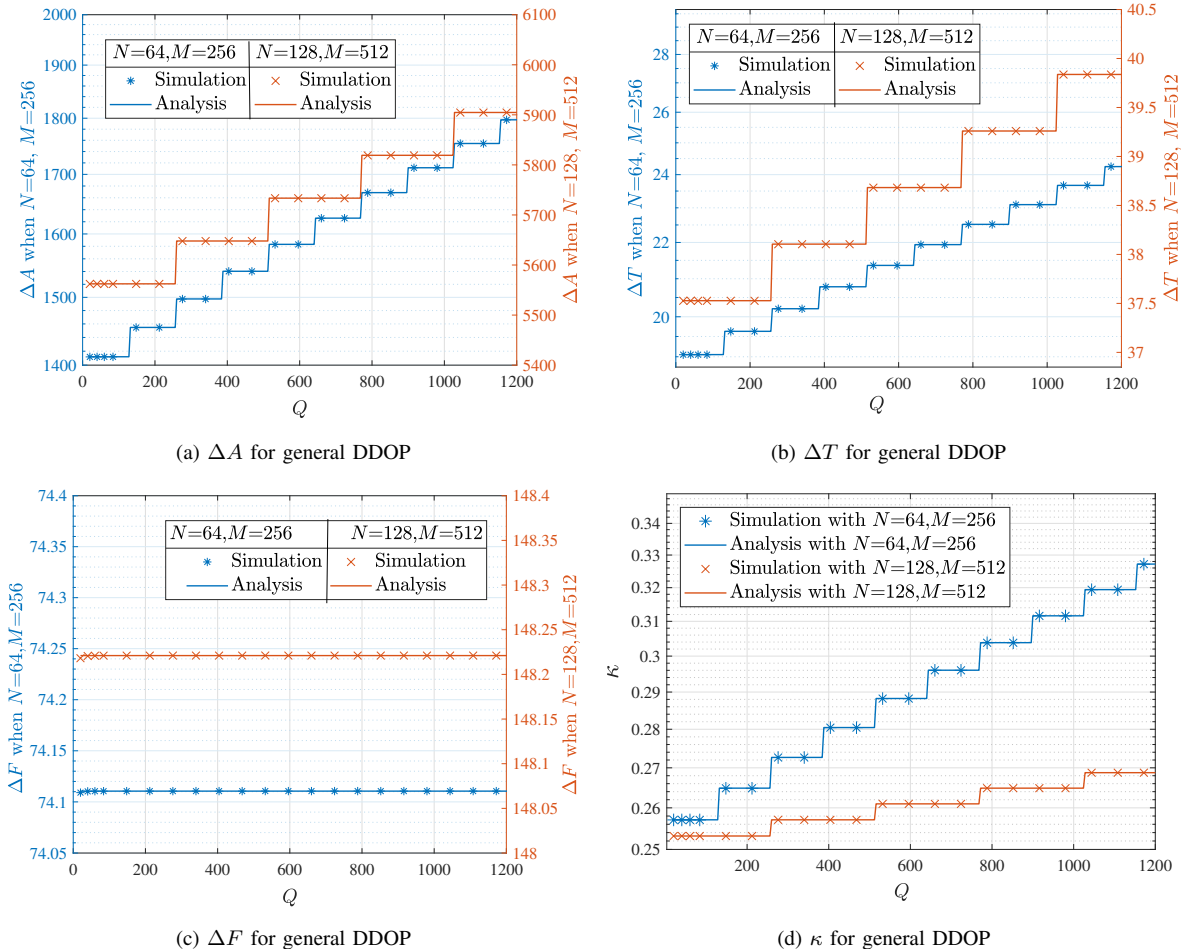 2000
1900
1800
1700
1600
1500
1400
ΔA when N=64, M=256
6100
6000
5900
5800
5700
5600
5500
5400
ΔA when N=128, M=512
N=64,M=256 N=128,M=512
Simulation Simulation
Analysis Analysis
0 200 400 600 800 1000 1200
Q
(a) ΔA for general DDOP
28
26
24
22
20
ΔT when N=64, M=256
40.5
40
39.5
39
38.5
38
37.5
37
ΔT when N=128, M=512
N=64,M=256 N=128,M=512
Simulation Simulation
Analysis Analysis
0 200 400 600 800 1000 1200
Q
(b) ΔT for general DDOP
74.4
74.35
74.3
74.25
74.2
74.15
74.1
74.05
ΔF when N=64,M=256
148.4
148.35
148.3
148.25
148.2
148.15
148.1
148.05
148
ΔF when N=128,M=512
N=64,M=256 N=128,M=512
Simulation Simulation
Analysis Analysis
0 200 400 600 800 1000 1200
Q
(c) ΔF for general DDOP
0.34
0.33
0.32
0.31
0.3
0.29
0.28
0.27
0.26
0.25
κ
Simulation with N=64,M=256
Analysis with N=64,M=256
Simulation with N=128,M=512
Analysis with N=128,M=512
200 400 600 800 1000 1200
Q
(d) κ for general DDOP